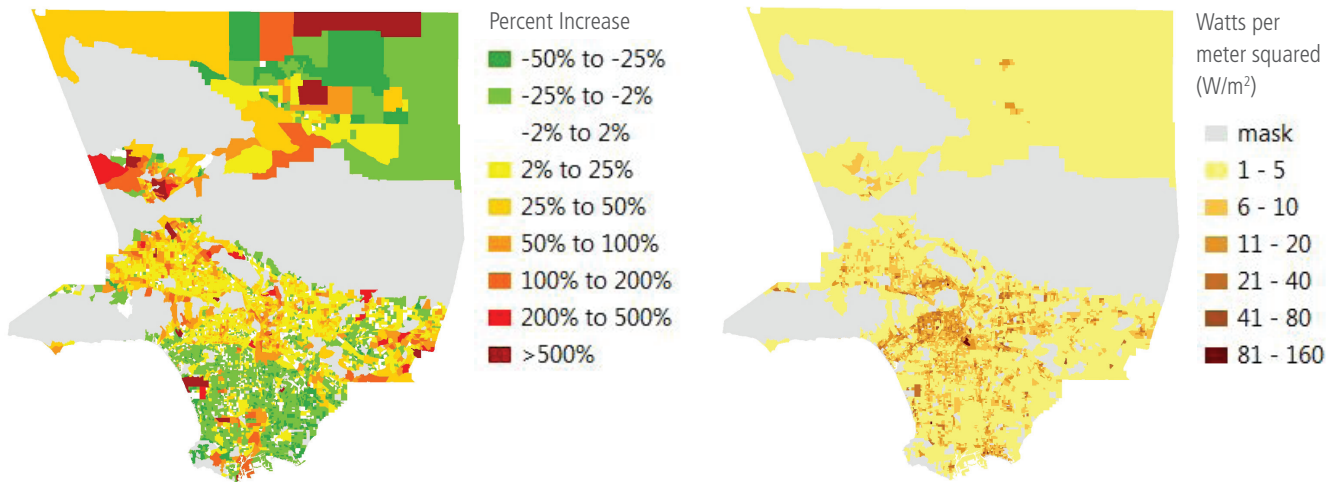 Percent Increase
-50% to -25%
-25% to -2%
-2% to 2%
2% to 25%
25% to 50%
50% to 100%
100% to 200%
200% to 500%
>500%
Watts per
meter squared
(W/m²)
mask
1 - 5
6 - 10
11 - 20
21 - 40
41 - 80
81 - 160